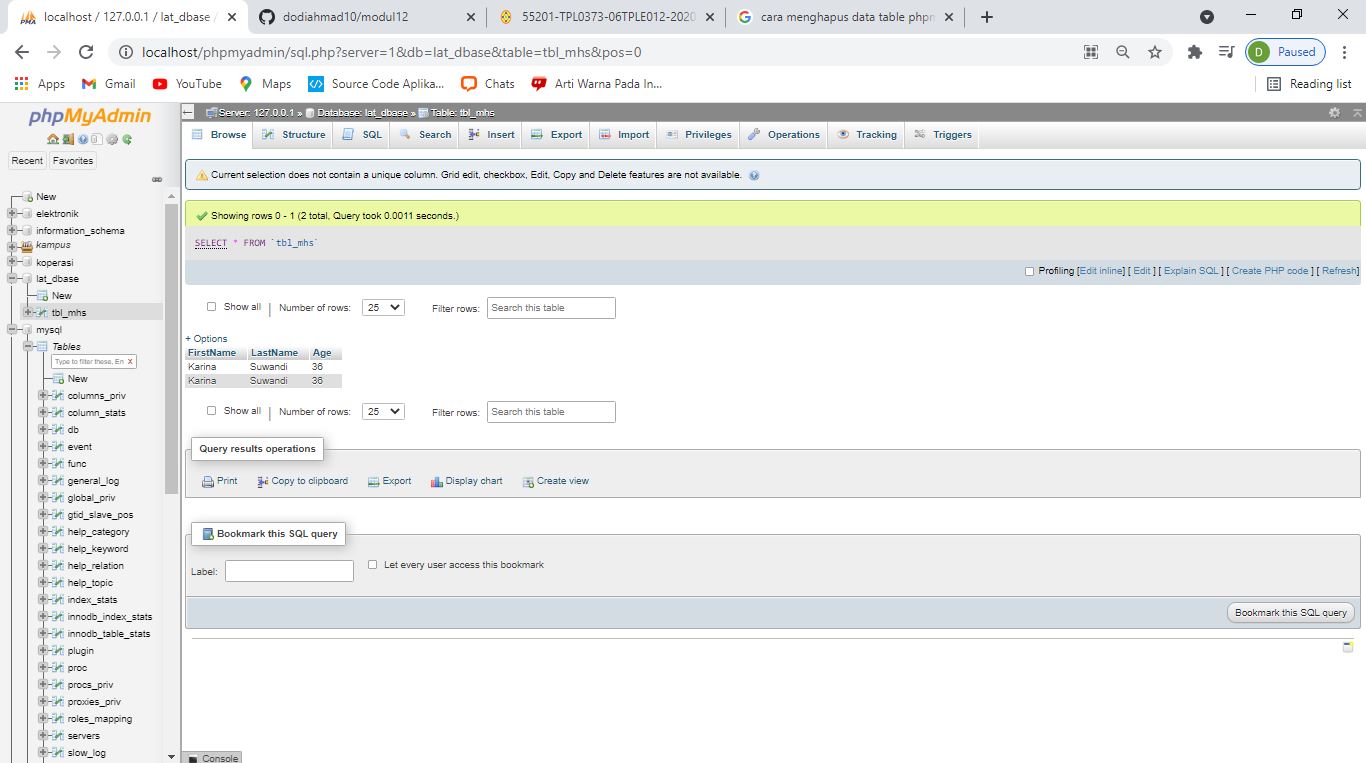 localhost / 127.0.0.1 / lat_dbase /
dodiahmad10/modul12
55201-TPL0373-06TPLE012-2020
cara menghapus data table phpm
localhost/phpmyadmin/sql.php?server=1&db=lat_dbase&table=tbl_mhs&pos=0
D Paused
Apps Gmail YouTube Maps Source Code Aplika... Chats Arti Warna Pada In... Reading list
phpMyAdmin
Recent Favorites
New
elektronik
information_schema
kampus
koperasi
lat_dbase
New
tbl_mhs
mysql
Tables
Type to filter these, En X
New
columns_priv
column_stats
db
event
func
general_log
global_priv
gtid_slave_pos
help_category
help_keyword
help_relation
help_topic
index_stats
innodb_index_stats
innodb_table_stats
plugin
proc
procs_priv
proxies_priv
roles_mapping
servers
slow_log
Server: 127.0.0.1 » Database: lat_dbase » Table: tbl_mhs
Browse Structure SQL Search Insert Export Import Privileges Operations Tracking Triggers
Current selection does not contain a unique column. Grid edit, checkbox, Edit, Copy and Delete features are not available.
Showing rows 0 - 1 (2 total, Query took 0.0011 seconds.)
SELECT * FROM `tbl_mhs`
Profiling [Edit inline] [ Edit ] [ Explain SQL ] [ Create PHP code ] [ Refresh]
Show all | Number of rows: 25 Filter rows: Search this table
+ Options
FirstName LastName Age
Karina Suwandi 36
Karina Suwandi 36
Show all | Number of rows: 25 Filter rows: Search this table
Query results operations
Print Copy to clipboard Export Display chart Create view
Bookmark this SQL query
Label: Let every user access this bookmark
Bookmark this SQL query
Console